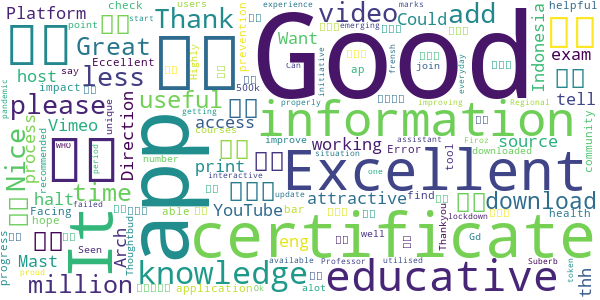 Platform
check
Thank
video
Could
add
Good
Want
Indonesia
helpful
users
experience
marks
start
emerging
Can
ap
join
initiative
frensh
everyday
point
Great
less
Eccellent
prevention
Highly
host
say
impact
500k
improving
Regional
please
useful
information
exam
tell
Nice
process
recommended
pandemic
Vimeo
unique
Direction
access
working
source
community
getting
properly
courses
improve
assistant
Error
Firoz
WHO
period
time
app
print
number
situation
one
tool
downloaded
interactive
Excellent
download
It
halt
Facing
hope
Arch
able
YouTube
attractive
find
update
health
progress
failed
Mast
Seen
Thoughtbud
bar
eng
certificate
lockdown
Gd
token
million
proud
application
Ok
knowledge
available
alot
well
Professor
utilised
Thankyou
educative
thh
Suberb